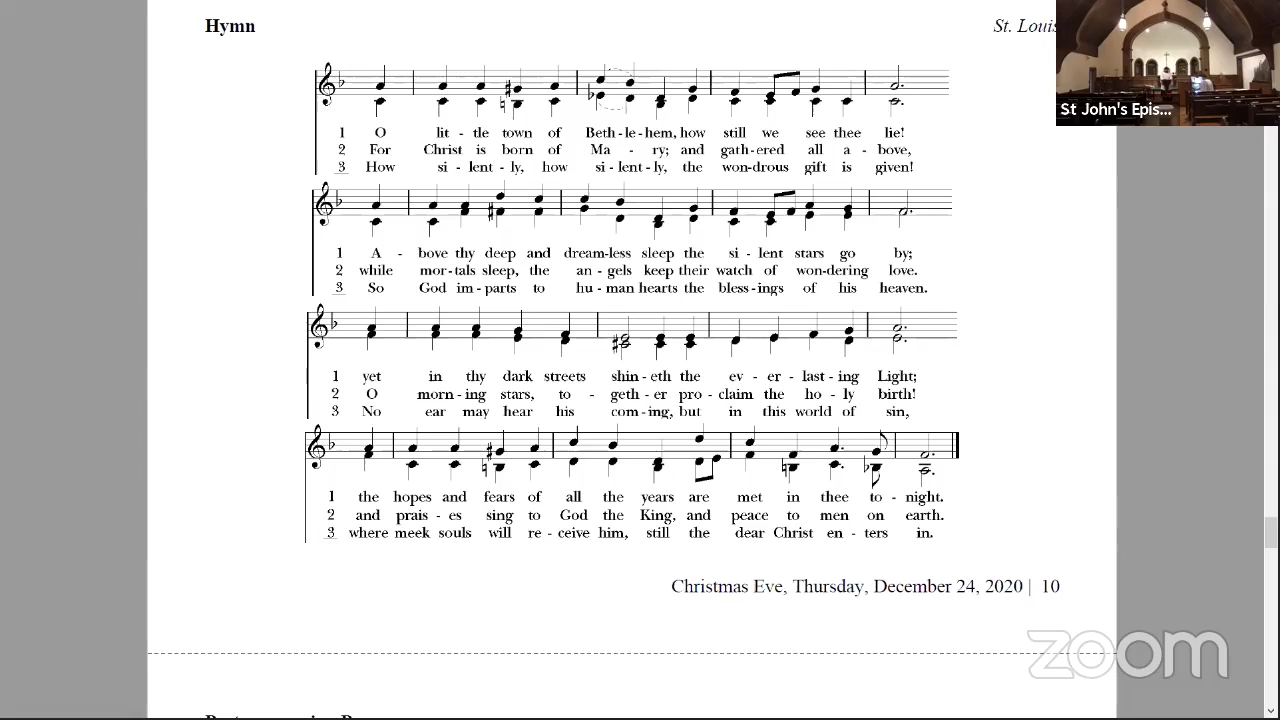 Hymn
St. Louis
St John's Epis...
1 O lit - tle town of Beth - le - hem, how still we see thee lie!
2 For Christ is born of Ma - ry; and gath - ered all a - bove,
3 How si - lent - ly, how si - lent - ly, the won - drous gift is given!
1 A - bove thy deep and dream - less sleep the si - lent stars go by;
2 while mor - tals sleep, the an - gels keep their watch of won - dering love.
3 So God im - parts to hu - man hearts the bless - ings of his heaven.
1 yet in thy dark streets shin - eth the ev - er - last - ing Light;
2 O morn - ing stars, to - geth - er pro - claim the ho - ly birth!
3 No ear may hear his com - ing, but in this world of sin,
1 the hopes and fears of all the years are met in thee to - night.
2 and prais - es sing to God the King, and peace to men on earth.
3 where meek souls will re - ceive him, still the dear Christ en - ters in.
Christmas Eve, Thursday, December 24, 2020 | 10
zoom